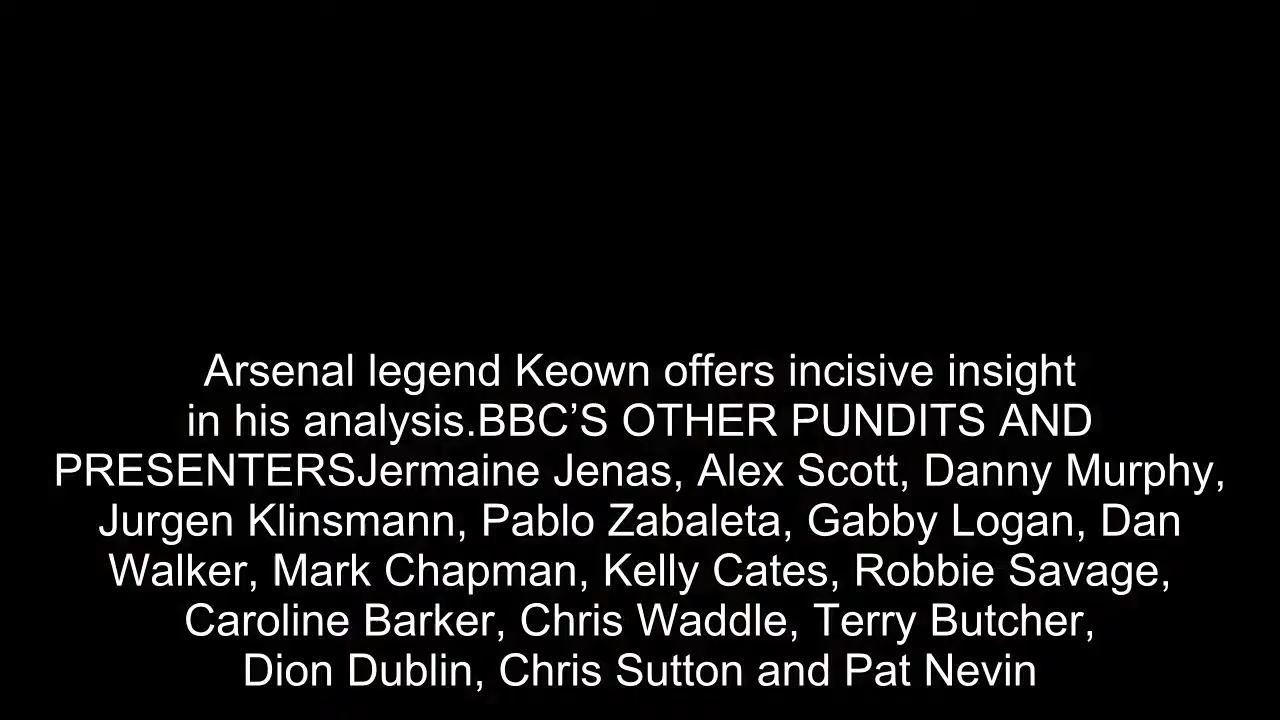 Arsenal legend Keown offers incisive insight
in his analysis.BBC’S OTHER PUNDITS AND
PRESENTERSJermaine Jenas, Alex Scott, Danny Murphy,
Jurgen Klinsmann, Pablo Zabaleta, Gabby Logan, Dan
Walker, Mark Chapman, Kelly Cates, Robbie Savage,
Caroline Barker, Chris Waddle, Terry Butcher,
Dion Dublin, Chris Sutton and Pat Nevin